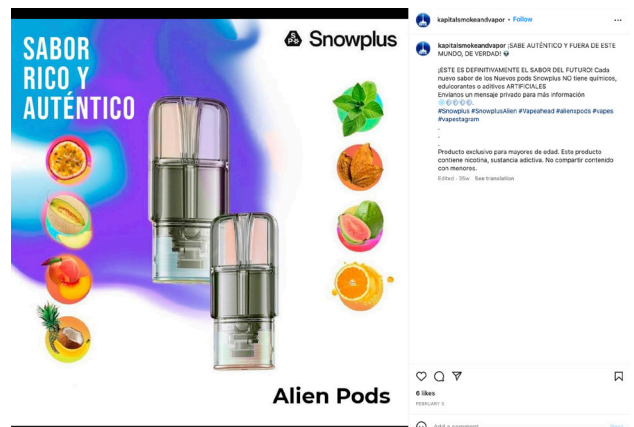 SABOR
RICO Y
AUTÉNTICO
Snowplus
Alien Pods
kapitalsmokeandvapor • Follow
kapitalsmokeandvapor ¡SABE AUTÉNTICO Y FUERA DE ESTE
MUNDO, DE VERDAD! 👽
¡ESTE ES DEFINITIVAMENTE EL SABOR DEL FUTURO! Cada
nuevo sabor de los Nuevos pods Snowplus NO tiene químicos,
edulcorantes o aditivos ARTIFICIALES
Envíanos un mensaje privado para más información
#Snowplus #SnowplusAlien #Vapeahead #alienxpods #vapes
#vapestagram
.
.
.
Producto exclusivo para mayores de edad. Este producto
contiene nicotina, sustancia adictiva. No compartir contenido
con menores.
Edited · 35w See translation
6 likes
FEBRUARY 5
Add a comment...
Post